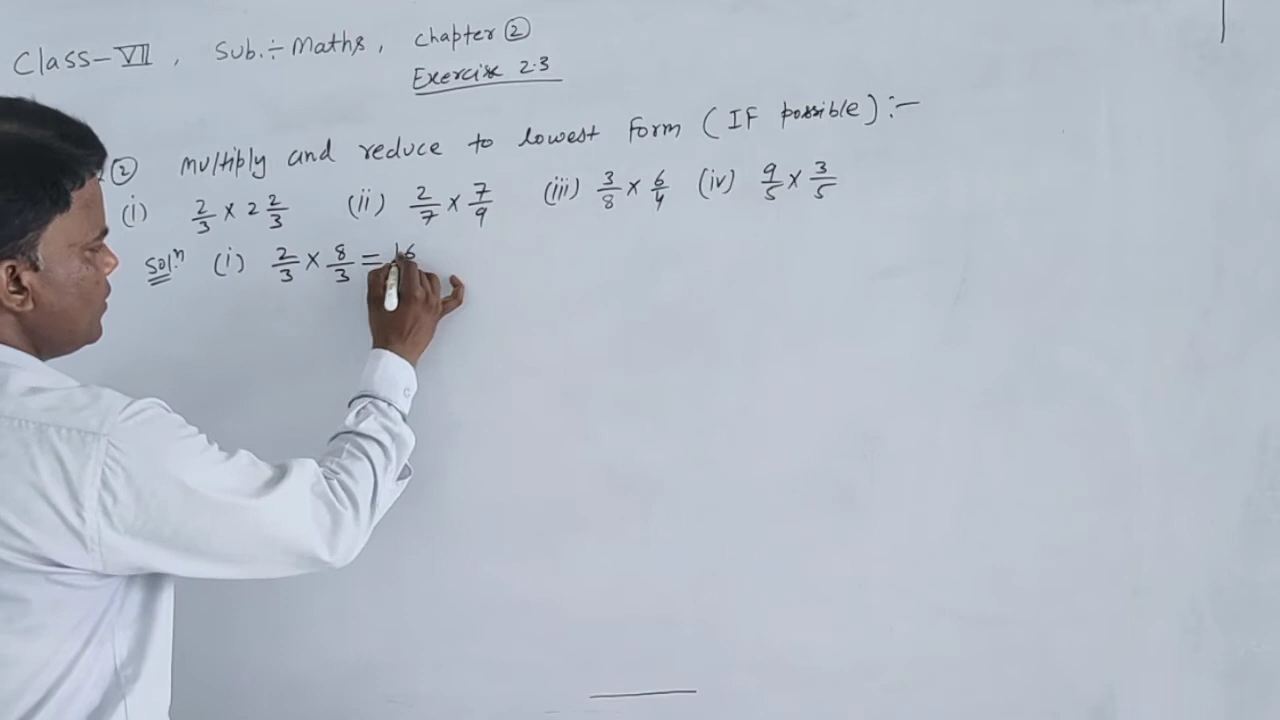 Class-VII, Sub.÷ Maths, Chapter ②
Exercise 2.3
② Multiply and reduce to lowest form (IF possible):-
(i) 2/3 × 2 2/3 (ii) 2/7 × 7/9 (iii) 3/8 × 6/4 (iv) 9/5 × 3/5
Sol.ⁿ (i) 2/3 × 8/3 = 16